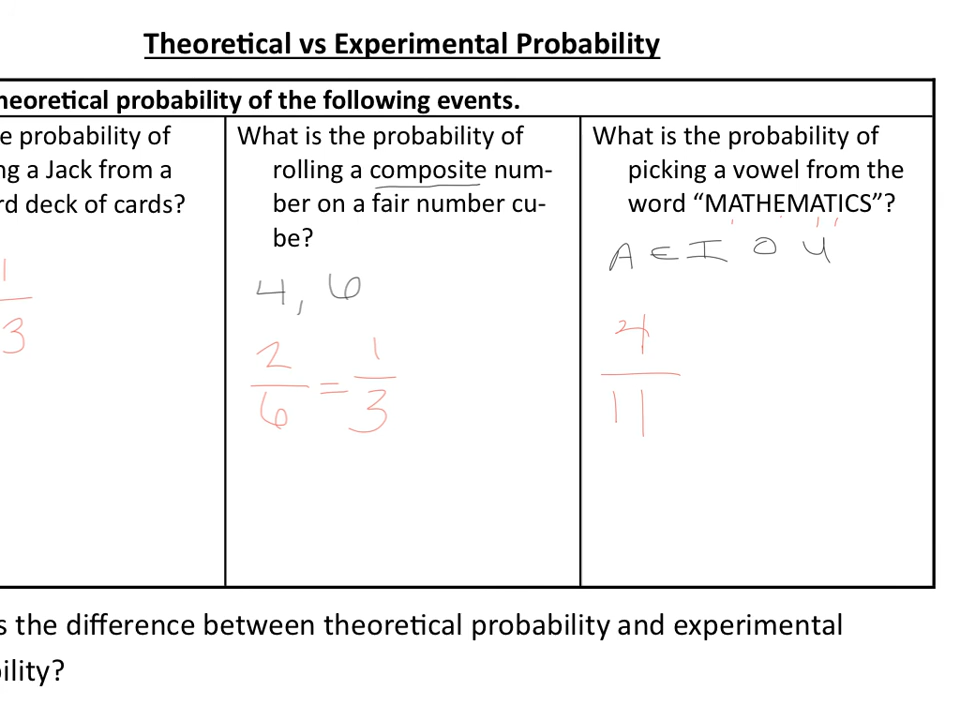 Theoretical vs Experimental Probability
heoretical probability of the following events.
e probability of
ng a Jack from a
rd deck of cards?
1
3
What is the probability of
rolling a composite num-
ber on a fair number cu-
be?
4, 6
2/6 = 1/3
What is the probability of
picking a vowel from the
word “MATHEMATICS”?
A E I O U
4
11
s the difference between theoretical probability and experimental
ility?